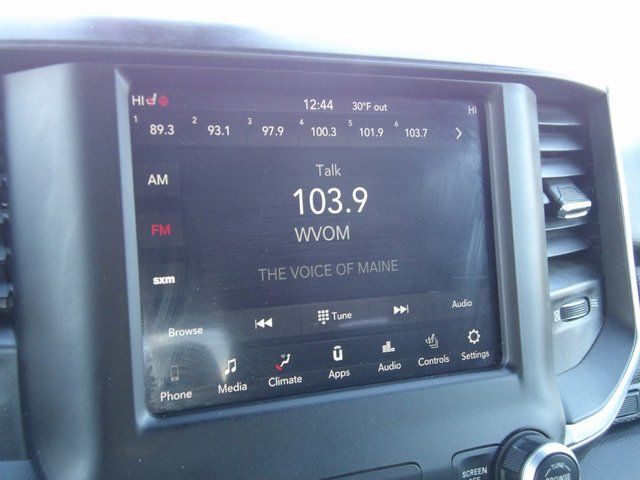 HI 12:44 30°F out HI
1 89.3 2 93.1 3 97.9 4 100.3 5 101.9 6 103.7
Talk
AM
103.9
FM
WVOM
THE VOICE OF MAINE
sxm
Browse Tune Audio
Phone Media Climate Apps Audio Controls Settings
SCREEN
OFF
TUNE
BROWSE